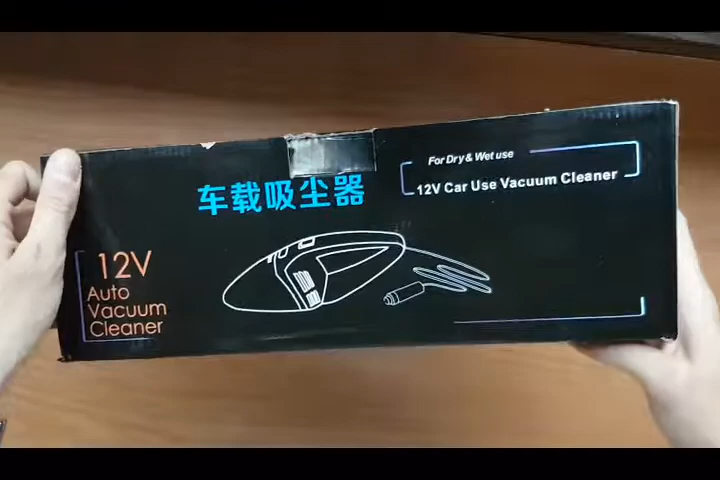 车载吸尘器
For Dry & Wet use
12V Car Use Vacuum Cleaner
12V
Auto
Vacuum
Cleaner